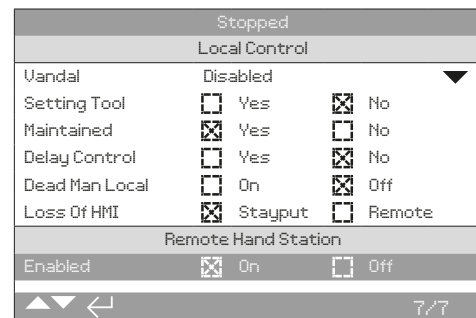 Stopped
Local Control
Vandal Disabled
Setting Tool Yes No
Maintained Yes No
Delay Control Yes No
Dead Man Local On Off
Loss Of HMI Stayput Remote
Remote Hand Station
Enabled On Off
7/7